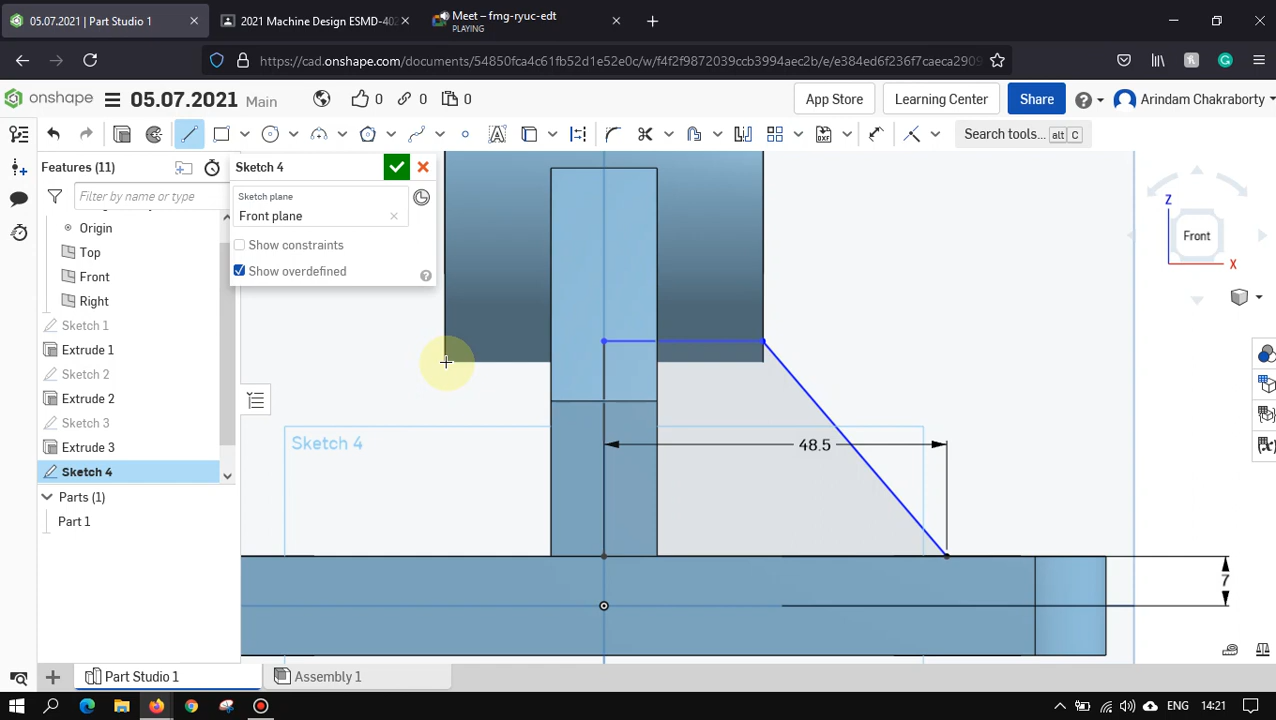 05.07.2021 | Part Studio 1
2021 Machine Design ESMD-402
Meet – fmg-ryuc-edt
PLAYING
https://cad.onshape.com/documents/54850fca4c61fb52d1e52e0c/w/f4f2f9872039ccb3994aec2b/e/e384ed6f236f7caeca2909
onshape
05.07.2021
Main
0
0
0
App Store
Learning Center
Share
Arindam Chakraborty
Search tools...
alt
C
Features (11)
Filter by name or type
Origin
Top
Front
Right
Sketch 1
Extrude 1
Sketch 2
Extrude 2
Sketch 3
Extrude 3
Sketch 4
Parts (1)
Part 1
Sketch 4
Sketch plane
Front plane
Show constraints
Show overdefined
Sketch 4
48.5
7
Z
Front
X
Part Studio 1
Assembly 1
ENG
14:21